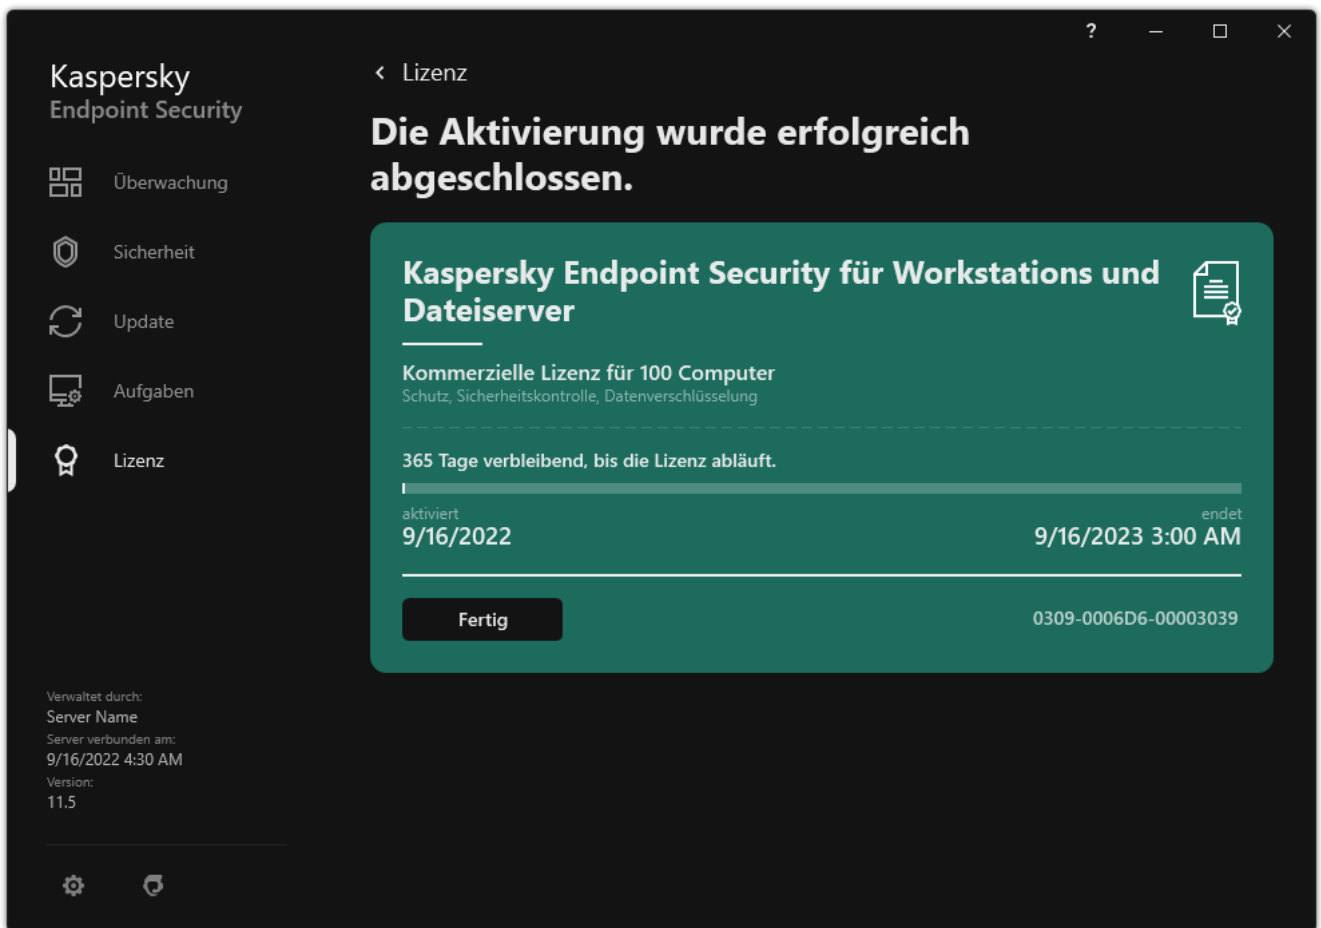 ?
Kaspersky
Endpoint Security
Überwachung
Sicherheit
Update
Aufgaben
Lizenz
Verwaltet durch:
Server Name
Server verbunden am:
9/16/2022 4:30 AM
Version:
11.5
Lizenz
Die Aktivierung wurde erfolgreich
abgeschlossen.
Kaspersky Endpoint Security für Workstations und
Dateiserver
Kommerzielle Lizenz für 100 Computer
Schutz, Sicherheitskontrolle, Datenverschlüsselung
365 Tage verbleibend, bis die Lizenz abläuft.
aktiviert
9/16/2022
endet
9/16/2023 3:00 AM
Fertig
0309-0006D6-00003039